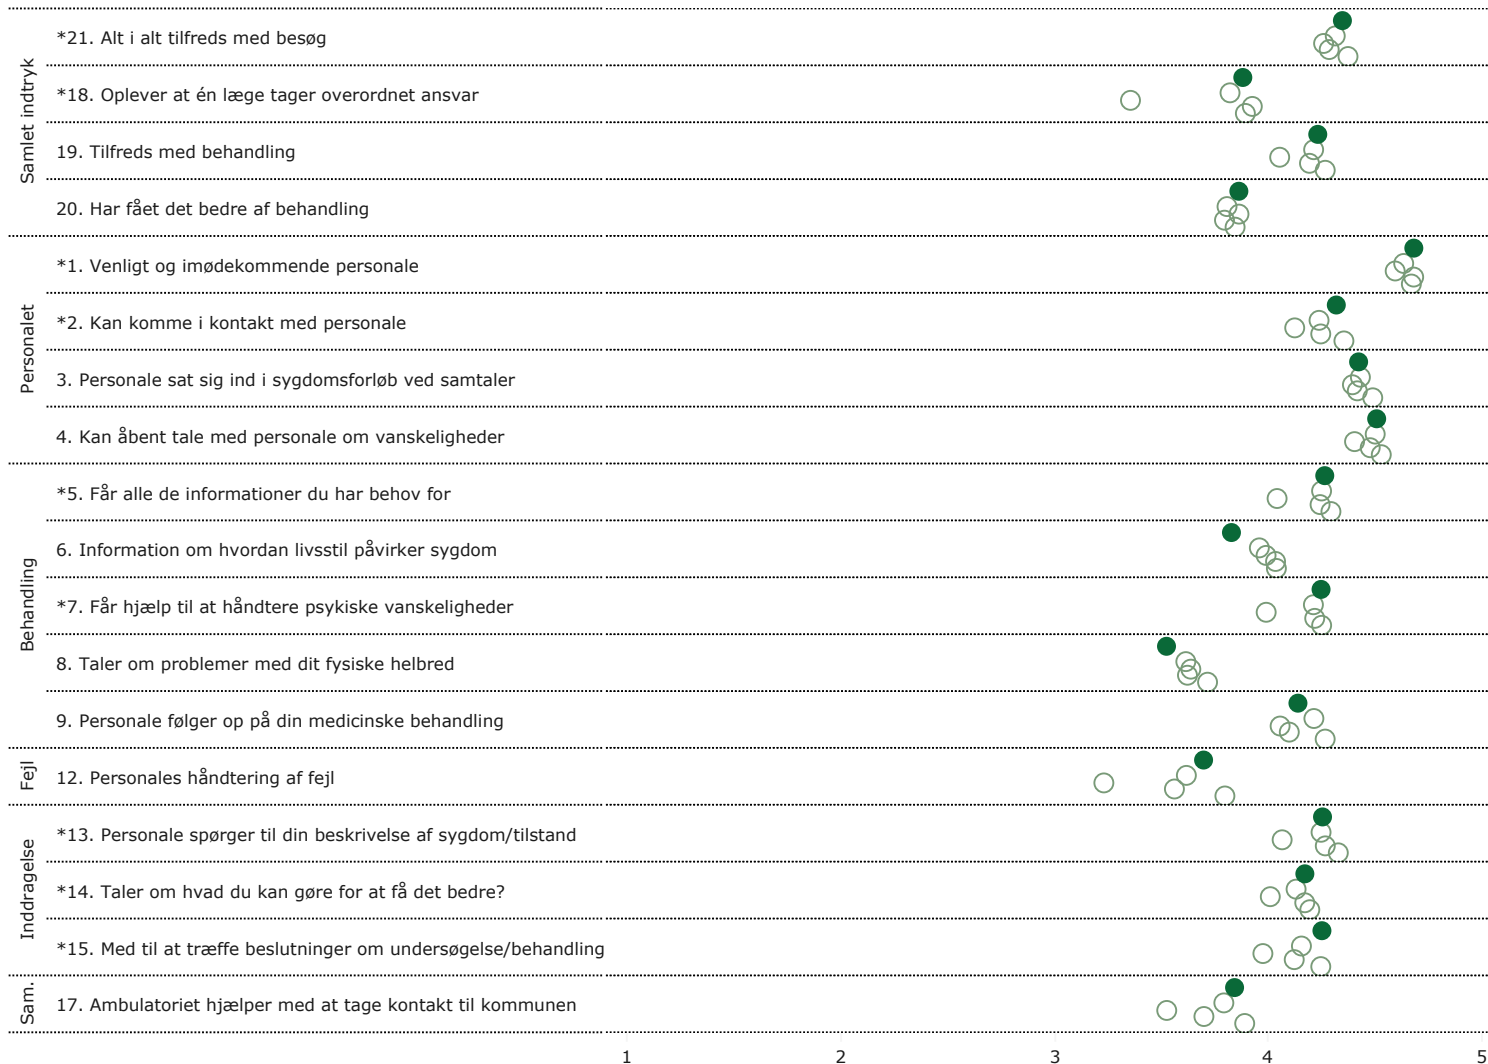 Samlet indtryk
*21. Alt i alt tilfreds med besøg
*18. Oplever at én læge tager overordnet ansvar
19. Tilfreds med behandling
20. Har fået det bedre af behandling
Personalet
*1. Venligt og imødekommende personale
*2. Kan komme i kontakt med personale
3. Personale sat sig ind i sygdomsforløb ved samtaler
4. Kan åbent tale med personale om vanskeligheder
Behandling
*5. Får alle de informationer du har behov for
6. Information om hvordan livsstil påvirker sygdom
*7. Får hjælp til at håndtere psykiske vanskeligheder
8. Taler om problemer med dit fysiske helbred
9. Personale følger op på din medicinske behandling
Fejl
12. Personales håndtering af fejl
Inddragelse
*13. Personale spørger til din beskrivelse af sygdom/tilstand
*14. Taler om hvad du kan gøre for at få det bedre?
*15. Med til at træffe beslutninger om undersøgelse/behandling
Sam.
17. Ambulatoriet hjælper med at tage kontakt til kommunen
1 2 3 4 5